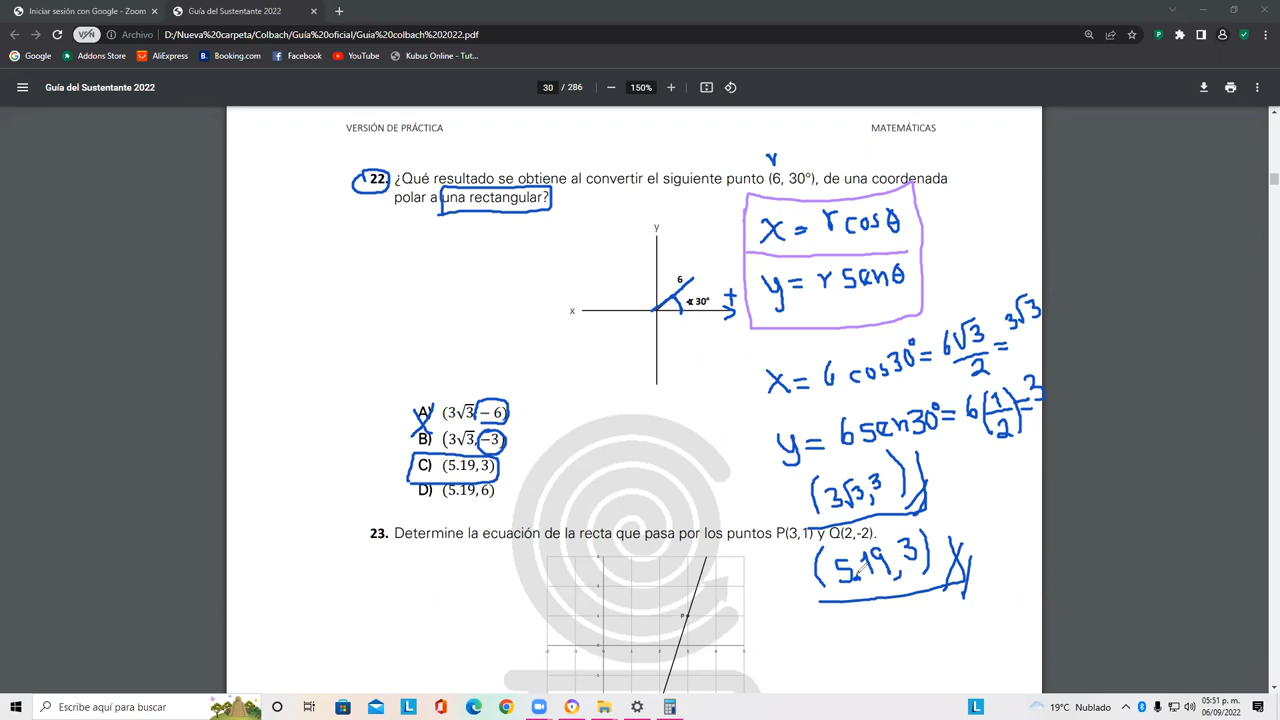 Iniciar sesión con Google - Zoom
Guía del Sustentante 2022
Archivo
D:/Nueva%20carpeta/Colbach/Guía%20oficial/Guia%20colbach%202022.pdf
Google
Addons Store
AliExpress
Booking.com
Facebook
YouTube
Kubus Online - Tut...
Guía del Sustentante 2022
30 / 286
150%
VERSIÓN DE PRÁCTICA
MATEMÁTICAS
r
22. ¿Qué resultado se obtiene al convertir el siguiente punto (6, 30°), de una coordenada
polar a una rectangular?
x = r cosθ
y = r senθ
y
6
∢ 30°
x
+
x = 6 cos30° = 6√3/2 = 3√3
y = 6 sen30° = 6(1/2) = 3
A) (3√3, −6)
B) (3√3, −3)
C) (5.19, 3)
D) (5.19, 6)
(3√3, 3)
23. Determine la ecuación de la recta que pasa por los puntos P(3,1) y Q(2,-2).
(5.19, 3)
P
Escribe aquí para buscar
19°C Nublado
05:51 p. m.
06/09/2022